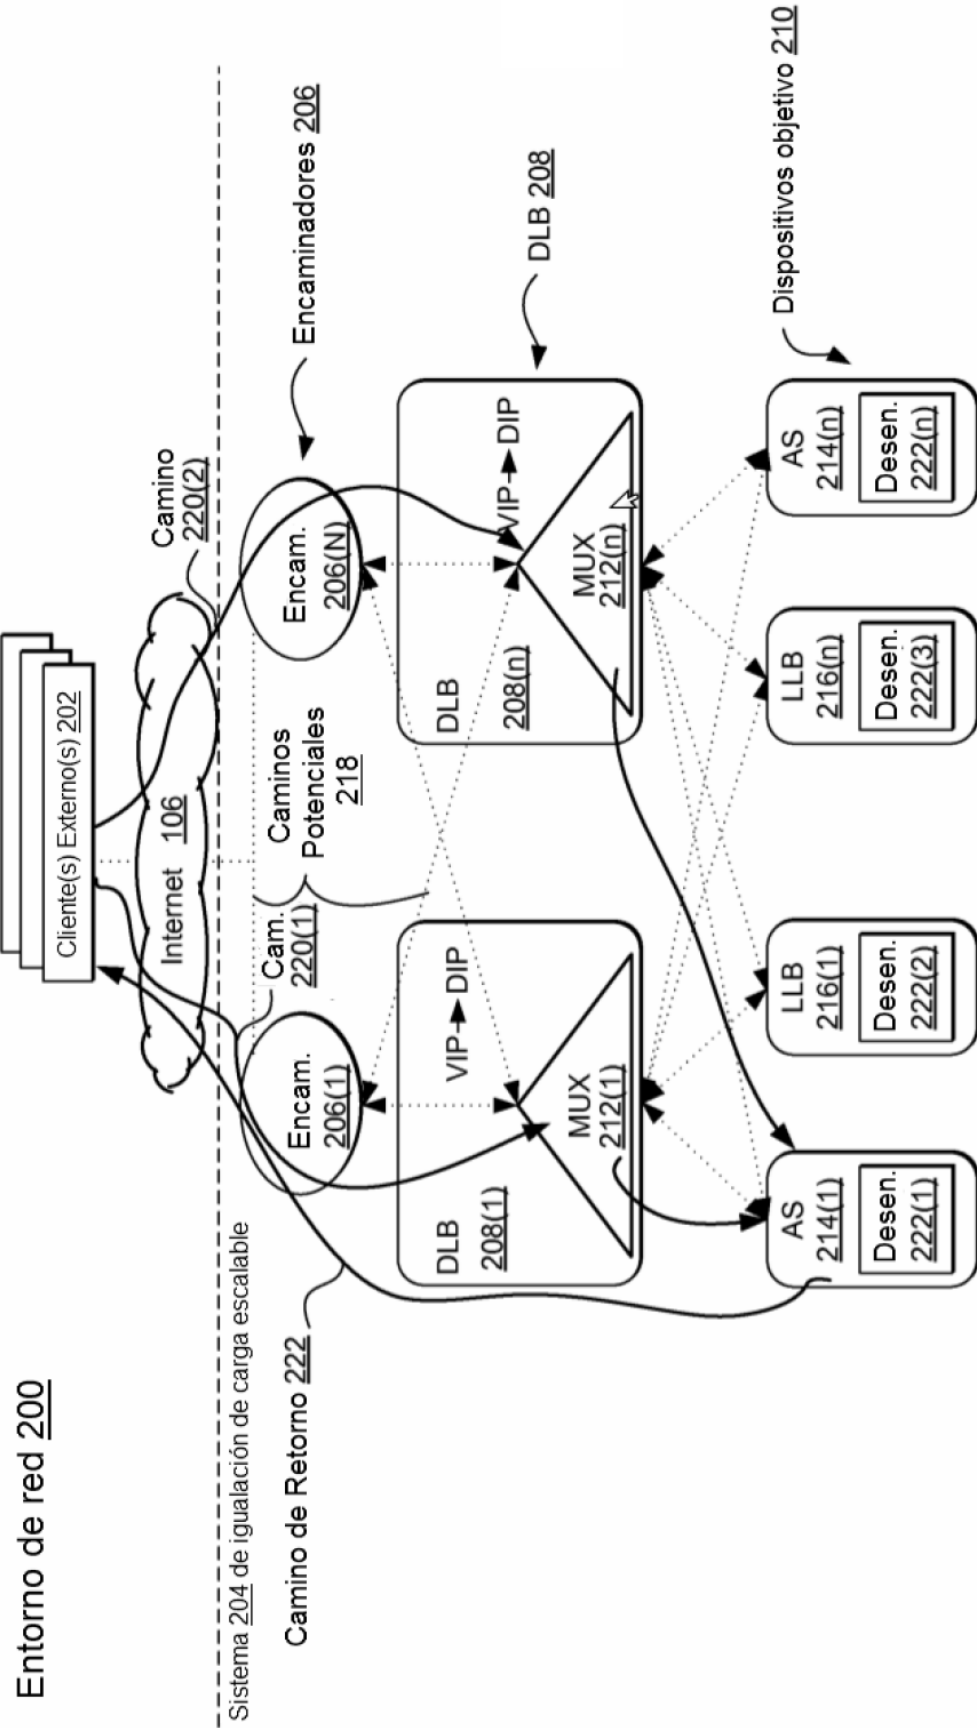 Entorno de red 200
Cliente(s) Externo(s) 202
Internet 106
Camino
220(2)
Sistema 204 de igualación de carga escalable
Camino de Retorno 222
Cam.
220(1)
Caminos
Potenciales
218
Encam.
206(1)
Encam.
206(N)
Encaminadores 206
DLB
208(1)
VIP DIP
MUX
212(1)
DLB
208(n)
VIP DIP
MUX
212(n)
DLB 208
AS
214(1)
Desen.
222(1)
LLB
216(1)
Desen.
222(2)
LLB
216(n)
Desen.
222(3)
AS
214(n)
Desen.
222(n)
Dispositivos objetivo 210